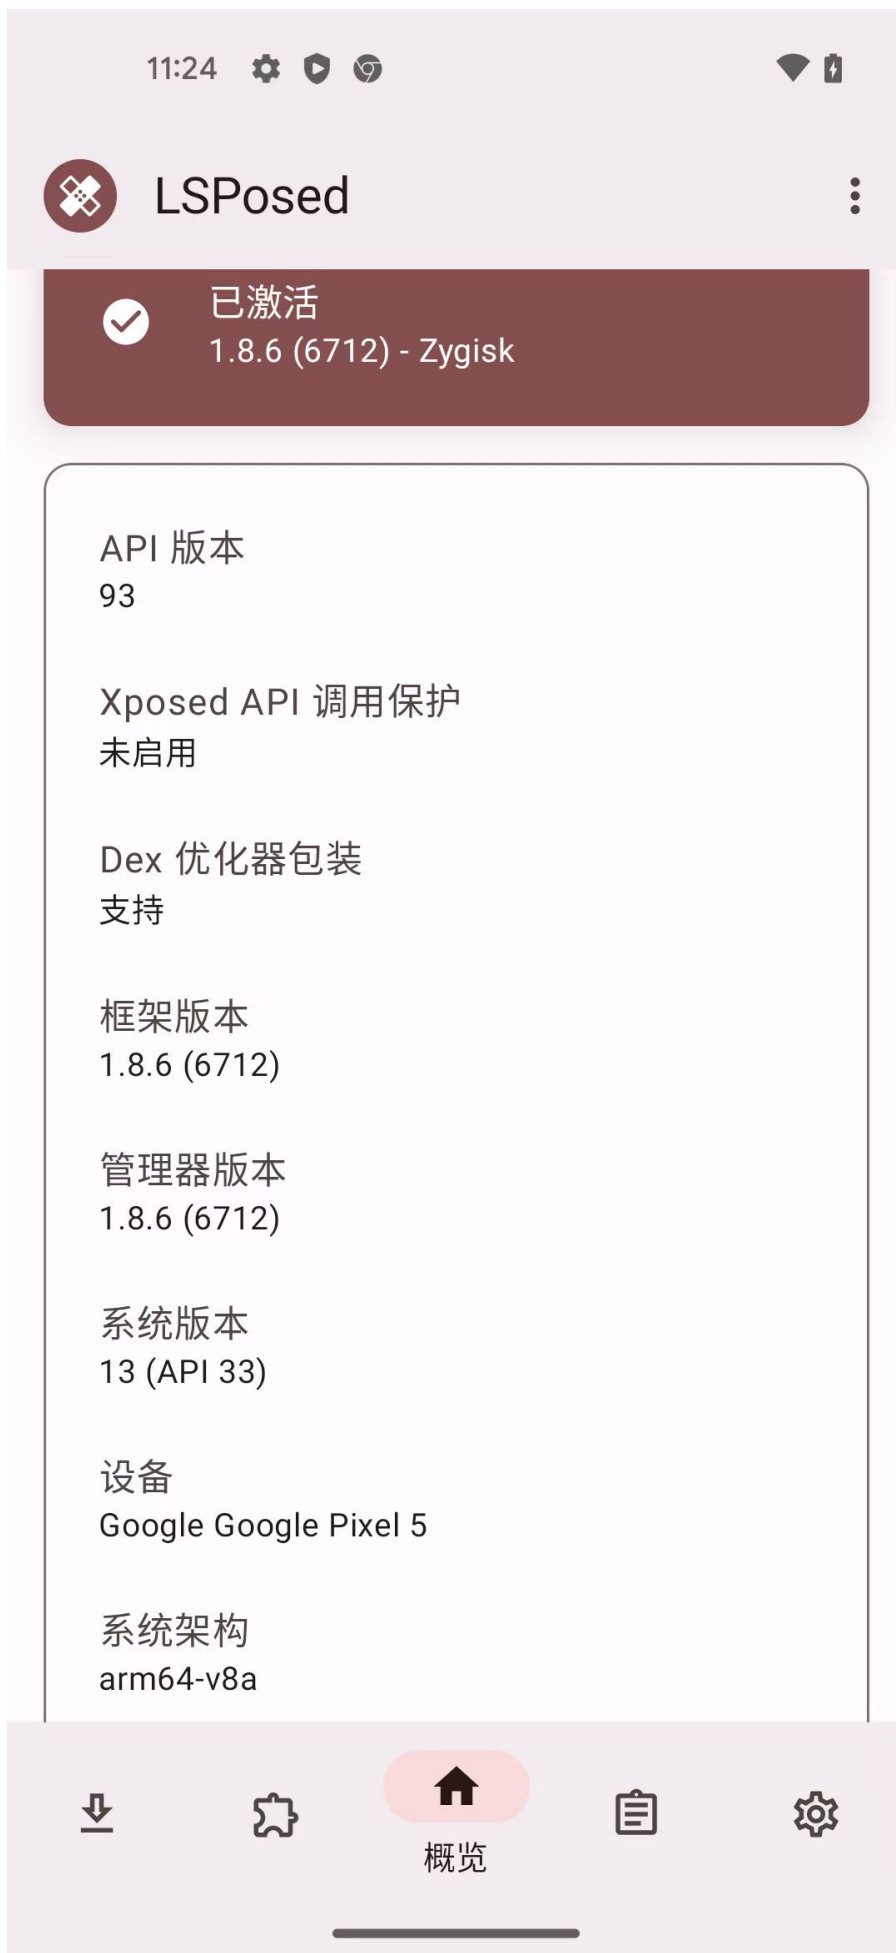 11:24
LSPosed
已激活
1.8.6 (6712) - Zygisk
API 版本
93
Xposed API 调用保护
未启用
Dex 优化器包装
支持
框架版本
1.8.6 (6712)
管理器版本
1.8.6 (6712)
系统版本
13 (API 33)
设备
Google Google Pixel 5
系统架构
arm64-v8a
概览